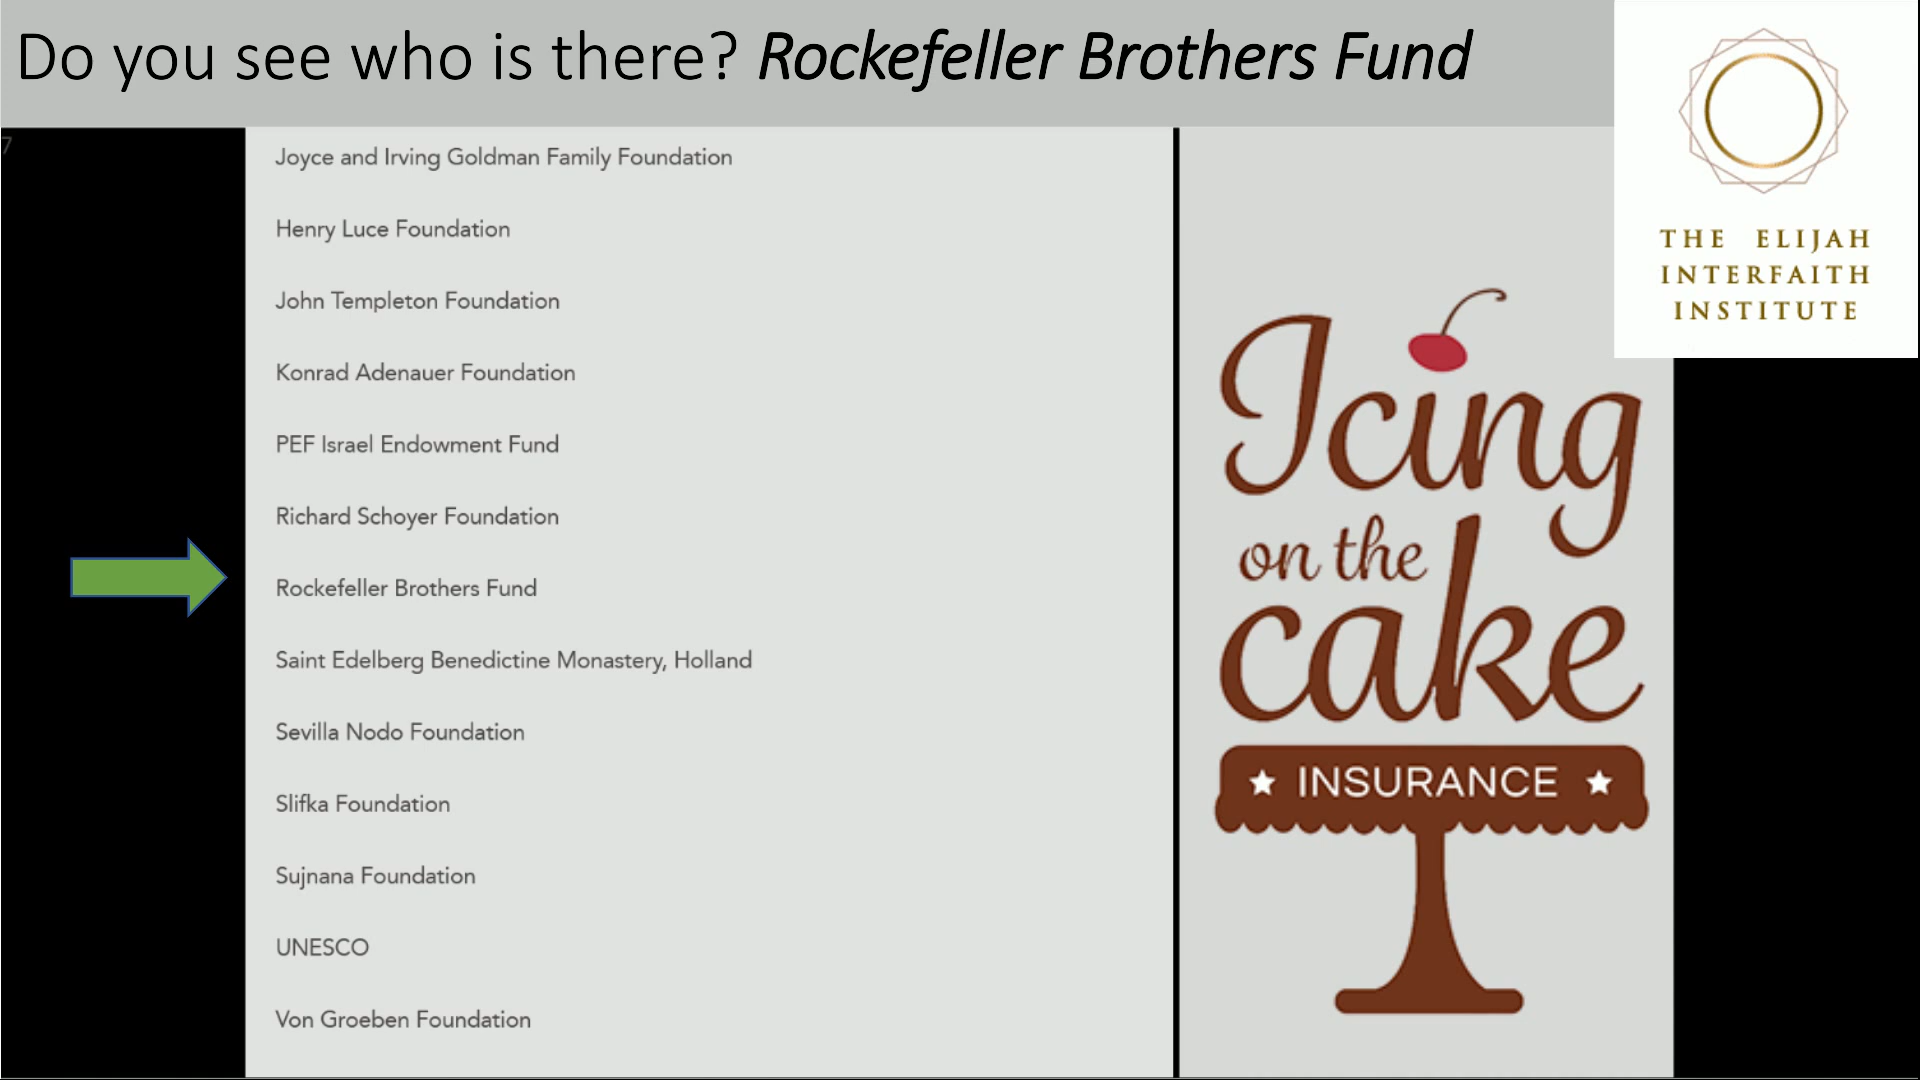 Do you see who is there? Rockefeller Brothers Fund
7
Joyce and Irving Goldman Family Foundation
Henry Luce Foundation
John Templeton Foundation
Konrad Adenauer Foundation
PEF Israel Endowment Fund
Richard Schoyer Foundation
Rockefeller Brothers Fund
Saint Edelberg Benedictine Monastery, Holland
Sevilla Nodo Foundation
Slifka Foundation
Sujnana Foundation
UNESCO
Von Groeben Foundation
Icing
on the
cake
INSURANCE
THE ELIJAH
INTERFAITH
INSTITUTE